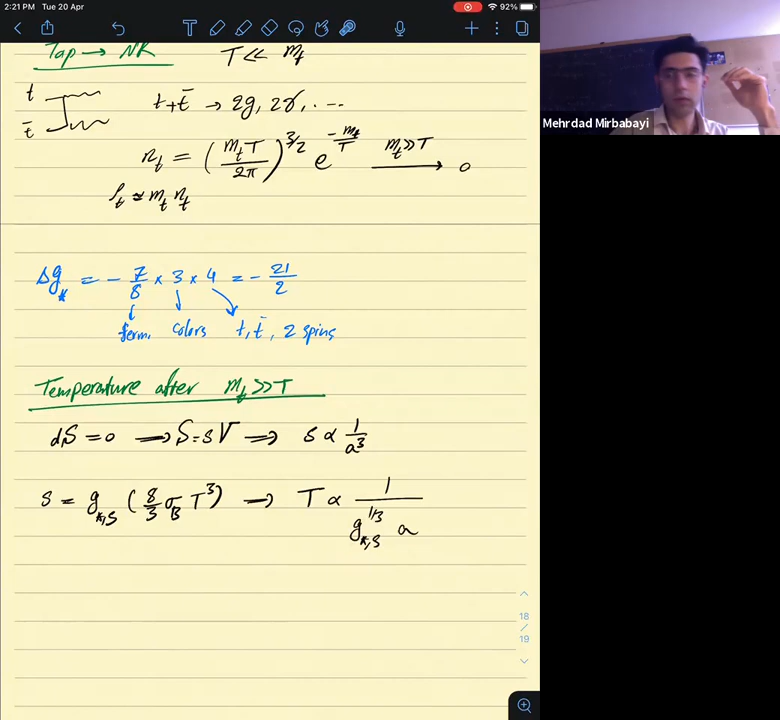 2:21 PM Tue 20 Apr
92%
Top → NR T << m_t
t
t̄
t + t̄ → 2g, 2γ, ...
n_t = (m_t T / 2π)^{3/2} e^{-m_t/T} m_t >> T → 0
ρ_t ≃ m_t n_t
Δg_* = - 7/8 × 3 × 4 = - 21/2
ferm. colors t, t̄, 2 spins
Temperature after m_t >> T
dS = 0 → S = sV ⇒ s ∝ 1/a^3
s = g_{*,S} (8/3 σ_B T^3) → T ∝ 1 / (g_{*,S}^{1/3} a)
18
/
19
Mehrdad Mirbabayi